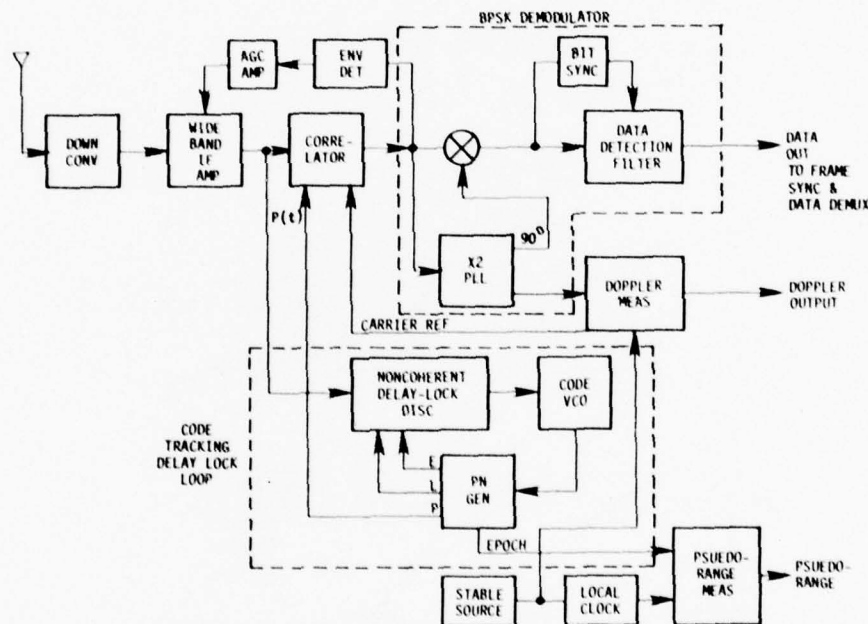 BPSK DEMODULATOR
AGC
AMP
ENV
DET
BIT
SYNC
DOWN
CONV
WIDE
BAND
IF
AMP
CORRE-
LATOR
DATA
DETECTION
FILTER
DATA
OUT
TO FRAME
SYNC &
DATA DEMUX
P(t)
90°
X2
PLL
DOPPLER
MEAS
DOPPLER
OUTPUT
CARRIER REF
NONCOHERENT
DELAY-LOCK
DISC
CODE
VCO
CODE
TRACKING
DELAY LOCK
LOOP
E
L
P
PN
GEN
EPOCH
PSUEDO-
RANGE
MEAS
PSUEDO-
RANGE
STABLE
SOURCE
LOCAL
CLOCK